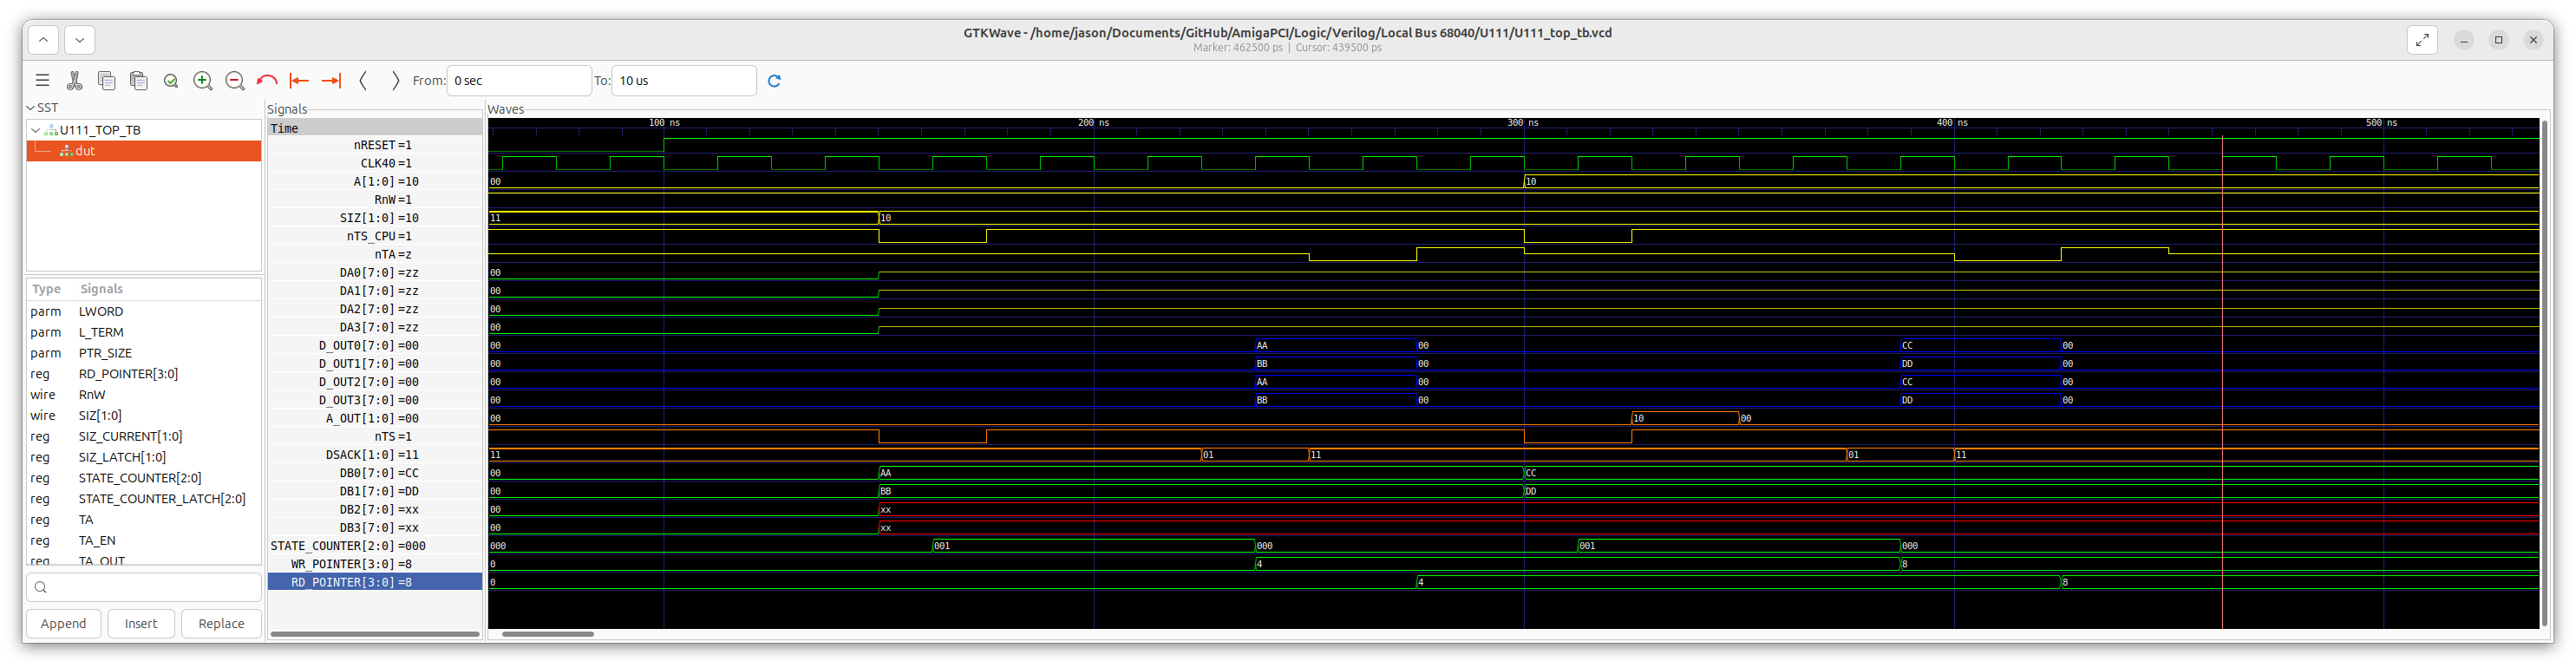 GTKWave - /home/jason/Documents/GitHub/AmigaPCI/Logic/Verilog/Local Bus 68040/U111/U111_top_tb.vcd
Marker: 462500 ps | Cursor: 439500 ps
From: 0 sec To: 10 us
SST
U111_TOP_TB
dut
Type Signals
parm LWORD
parm L_TERM
parm PTR_SIZE
reg RD_POINTER[3:0]
wire RnW
wire SIZ[1:0]
reg SIZ_CURRENT[1:0]
reg SIZ_LATCH[1:0]
reg STATE_COUNTER[2:0]
reg STATE_COUNTER_LATCH[2:0]
reg TA
reg TA_EN
reg TA_OUT
Append Insert Replace
Signals
Time
nRESET =1
CLK40 =1
A[1:0] =10
RnW =1
SIZ[1:0] =10
nTS_CPU =1
nTA =z
DA0[7:0] =zz
DA1[7:0] =zz
DA2[7:0] =zz
DA3[7:0] =zz
D_OUT0[7:0] =00
D_OUT1[7:0] =00
D_OUT2[7:0] =00
D_OUT3[7:0] =00
A_OUT[1:0] =00
nTS =1
DSACK[1:0] =11
DB0[7:0] =CC
DB1[7:0] =DD
DB2[7:0] =xx
DB3[7:0] =xx
STATE_COUNTER[2:0] =000
WR_POINTER[3:0] =8
RD_POINTER[3:0] =8
Waves
100 ns 200 ns 300 ns 400 ns 500 ns
00 10
11 10
00
00
00
00
00 AA 00 CC 00
00 BB 00 DD 00
00 AA 00 CC 00
00 BB 00 DD 00
00 10 00
11 01 11 01 11
00 AA CC
00 BB DD
00 xx
00 xx
000 001 000 001 000
0 4 8
0 4 8